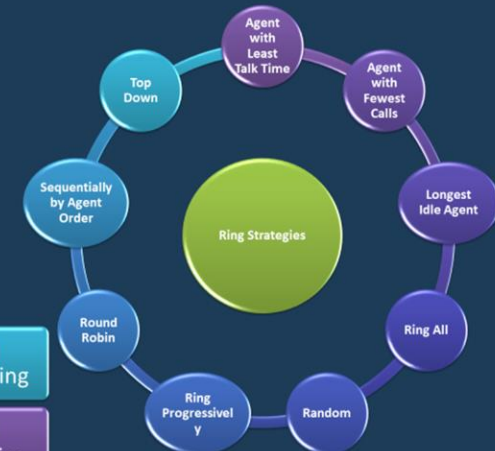 Agent
with
Least
Talk Time
Agent
with
Fewest
Calls
Longest
Idle Agent
Ring All
Random
Ring
Progressivel
y
Round
Robin
Sequentially
by Agent
Order
Top
Down
Ring Strategies